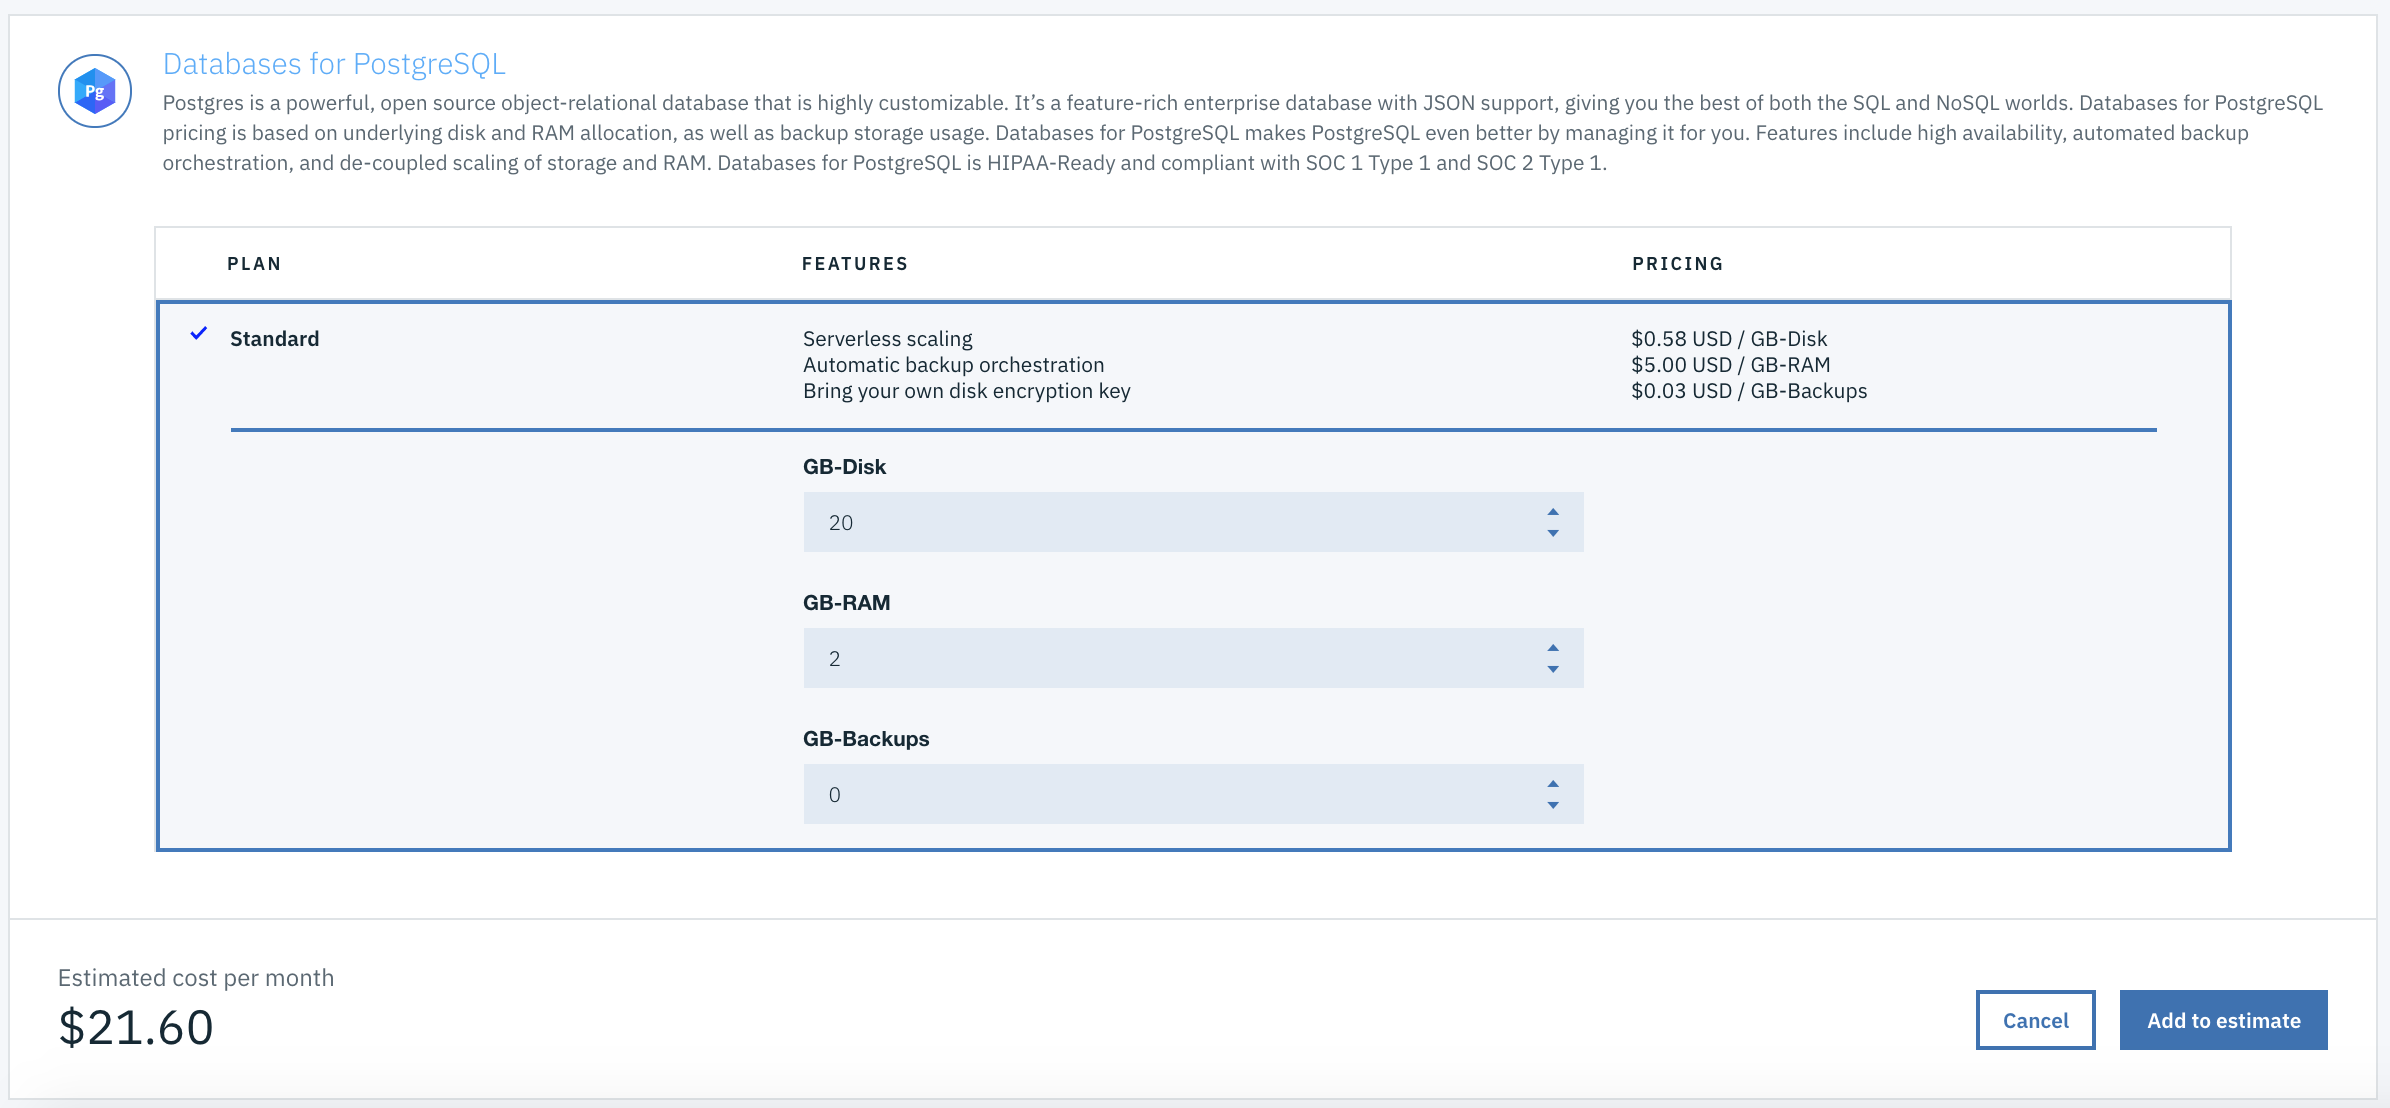 Pg
Databases for PostgreSQL
Postgres is a powerful, open source object-relational database that is highly customizable. It’s a feature-rich enterprise database with JSON support, giving you the best of both the SQL and NoSQL worlds. Databases for PostgreSQL
pricing is based on underlying disk and RAM allocation, as well as backup storage usage. Databases for PostgreSQL makes PostgreSQL even better by managing it for you. Features include high availability, automated backup
orchestration, and de-coupled scaling of storage and RAM. Databases for PostgreSQL is HIPAA-Ready and compliant with SOC 1 Type 1 and SOC 2 Type 1.
PLAN FEATURES PRICING
Standard Serverless scaling $0.58 USD / GB-Disk
Automatic backup orchestration $5.00 USD / GB-RAM
Bring your own disk encryption key $0.03 USD / GB-Backups
GB-Disk
20
GB-RAM
2
GB-Backups
0
Estimated cost per month
$21.60
Cancel Add to estimate